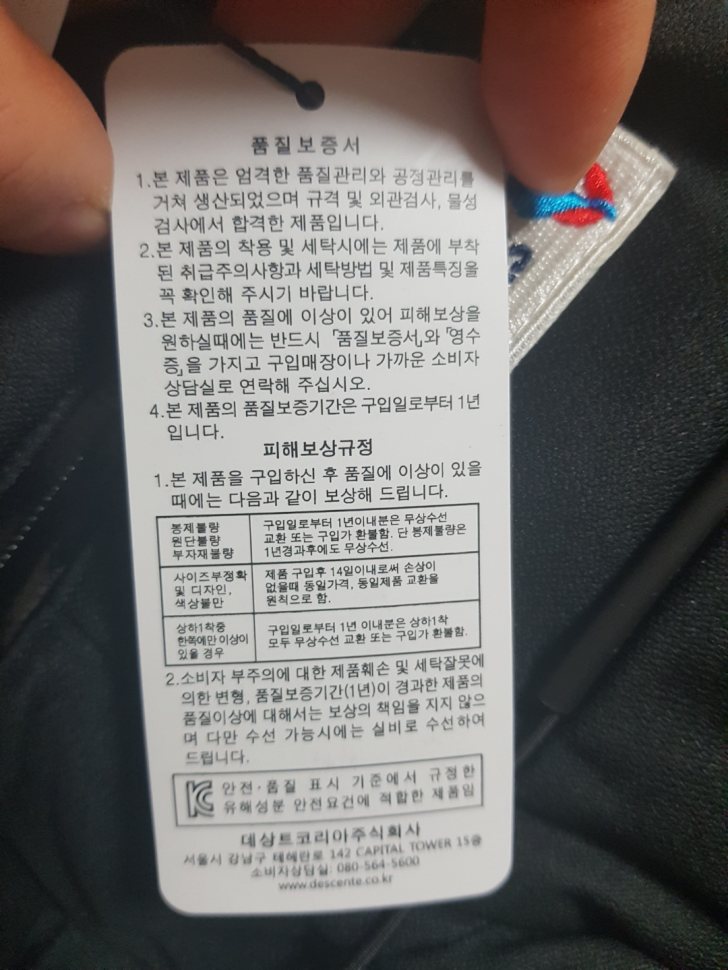 품질보증서
1.본 제품은 엄격한 품질관리와 공정관리를
거쳐 생산되었으며 규격 및 외관검사, 물성
검사에서 합격한 제품입니다.
2.본 제품의 착용 및 세탁시에는 제품에 부착
된 취급주의사항과 세탁방법 및 제품특징을
꼭 확인해 주시기 바랍니다.
3.본 제품의 품질에 이상이 있어 피해보상을
원하실때에는 반드시 「품질보증서」와 「영수
증」을 가지고 구입매장이나 가까운 소비자
상담실로 연락해 주십시오.
4.본 제품의 품질보증기간은 구입일로부터 1년
입니다.
피해보상규정
1.본 제품을 구입하신 후 품질에 이상이 있을
때에는 다음과 같이 보상해 드립니다.
봉제불량
원단불량
부자재불량
구입일로부터 1년이내분은 무상수선
교환 또는 구입가 환불함. 단 봉제불량은
1년경과후에도 무상수선.
사이즈부정확
및 디자인,
색상불만
제품 구입후 14일이내로써 손상이
없을때 동일가격, 동일제품 교환을
원칙으로 함.
상하1착중
한쪽에만 이상이
있을 경우
구입일로부터 1년 이내분은 상하1착
모두 무상수선 교환 또는 구입가 환불함.
2.소비자 부주의에 대한 제품훼손 및 세탁잘못에
의한 변형, 품질보증기간(1년)이 경과한 제품의
품질이상에 대해서는 보상의 책임을 지지 않으
며 다만 수선 가능시에는 실비로 수선하여
드립니다.
안전·품질 표시 기준에서 규정한
유해성분 안전요건에 적합한 제품임
데상트코리아주식회사
서울시 강남구 테헤란로 142 CAPITAL TOWER 15층
소비자상담실: 080-564-5600
www.descente.co.kr